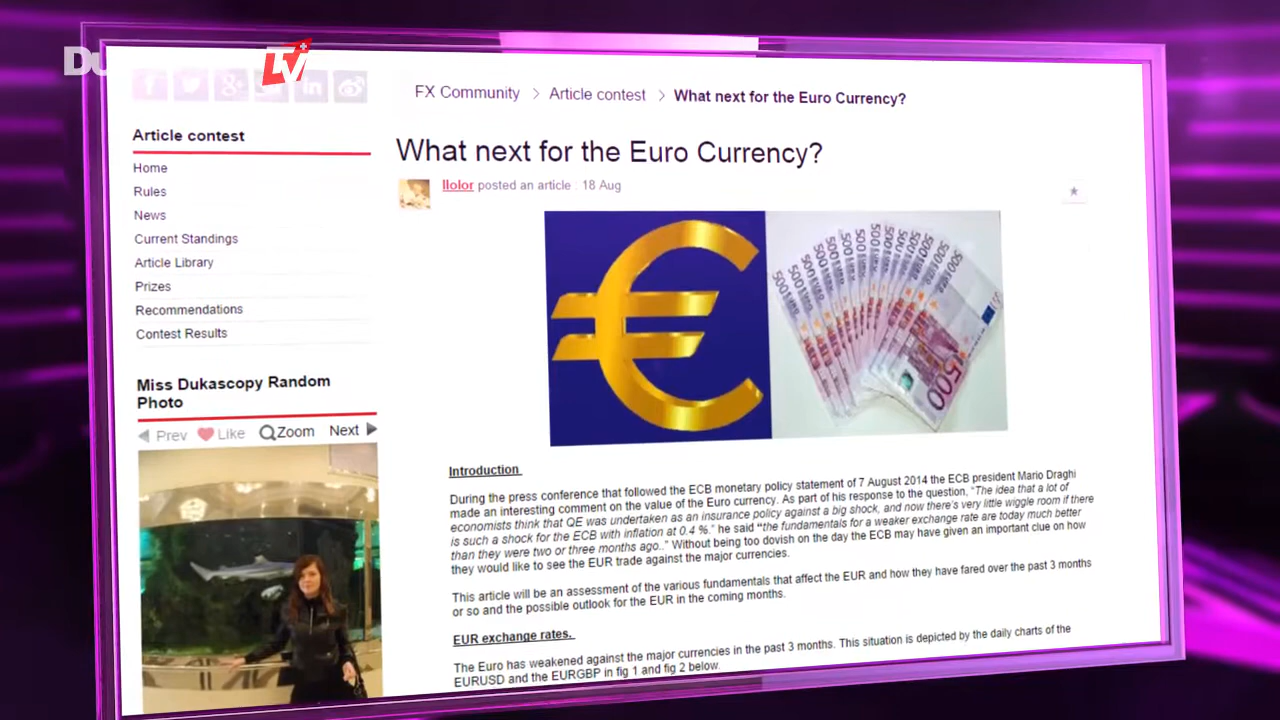 Du
TV
FX Community > Article contest > What next for the Euro Currency?
Article contest
Home
Rules
News
Current Standings
Article Library
Prizes
Recommendations
Contest Results
Miss Dukascopy Random
Photo
Prev Like Zoom Next
What next for the Euro Currency?
llolor posted an article : 18 Aug
Introduction
During the press conference that followed the ECB monetary policy statement of 7 August 2014 the ECB president Mario Draghi
made an interesting comment on the value of the Euro currency. As part of his response to the question, "The idea that a lot of
economists think that QE was undertaken as an insurance policy against a big shock, and now there's very little wiggle room if there
is such a shock for the ECB with inflation at 0.4 %." he said "the fundamentals for a weaker exchange rate are today much better
than they were two or three months ago.." Without being too dovish on the day the ECB may have given an important clue on how
they would like to see the EUR trade against the major currencies.
This article will be an assessment of the various fundamentals that affect the EUR and how they have fared over the past 3 months
or so and the possible outlook for the EUR in the coming months.
EUR exchange rates.
The Euro has weakened against the major currencies in the past 3 months. This situation is depicted by the daily charts of the
EURUSD and the EURGBP in fig 1 and fig 2 below.